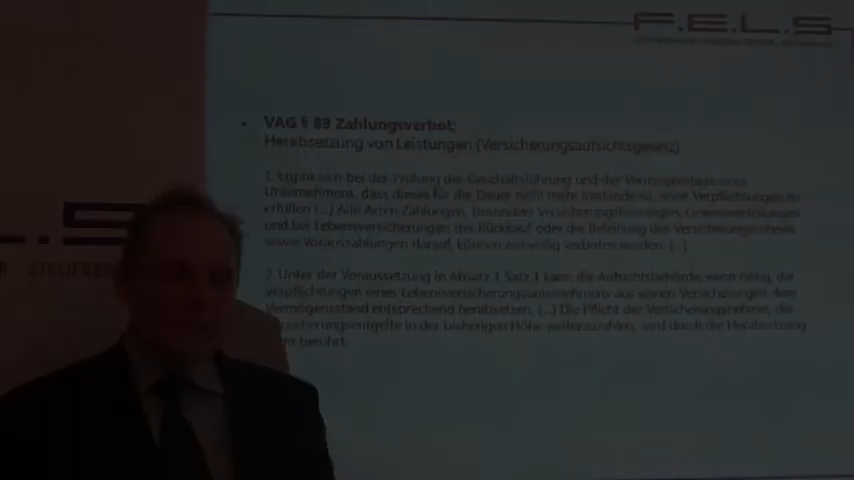 F.E.L.S
• VAG § 89 Zahlungsverbot;
Herabsetzung von Leistungen (Versicherungsaufsichtsgesetz)
1. Ergibt sich bei der Prüfung der Geschäftsführung und der Vermögenslage eines
Unternehmens, dass dieses für die Dauer nicht mehr imstande ist, seine Verpflichtungen zu
erfüllen (...) Alle Arten Zahlungen, besonders Versicherungsleistungen, Gewinnverteilungen
und bei Lebensversicherungen der Rückkauf oder die Beleihung des Versicherungsscheins
sowie Vorauszahlungen darauf, können zeitweilig verboten werden. (...)
2. Unter der Voraussetzung in Absatz 1 Satz 1 kann die Aufsichtsbehörde, wenn nötig, die
Verpflichtungen eines Lebensversicherungsunternehmens aus seinen Versicherungen dem
Vermögensstand entsprechend herabsetzen. (...) Die Pflicht der Versicherungsnehmer, die
sicherungsentgelte in der bisherigen Höhe weiterzuzahlen, wird durch die Herabsetzung
berührt.
L.S
STEUERB